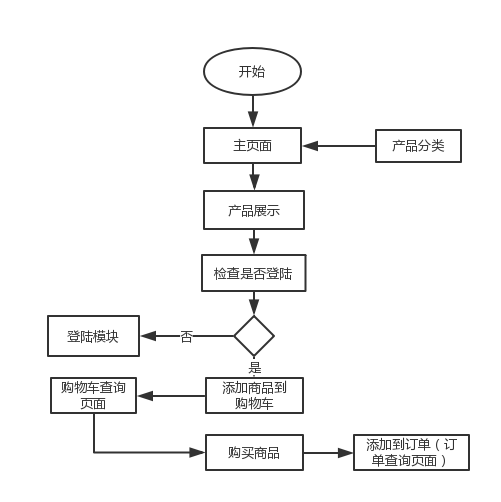 开始
主页面
产品分类
产品展示
检查是否登陆
登陆模块
否
是
购物车查询
页面
添加商品到
购物车
购买商品
添加到订单（订
单查询页面）